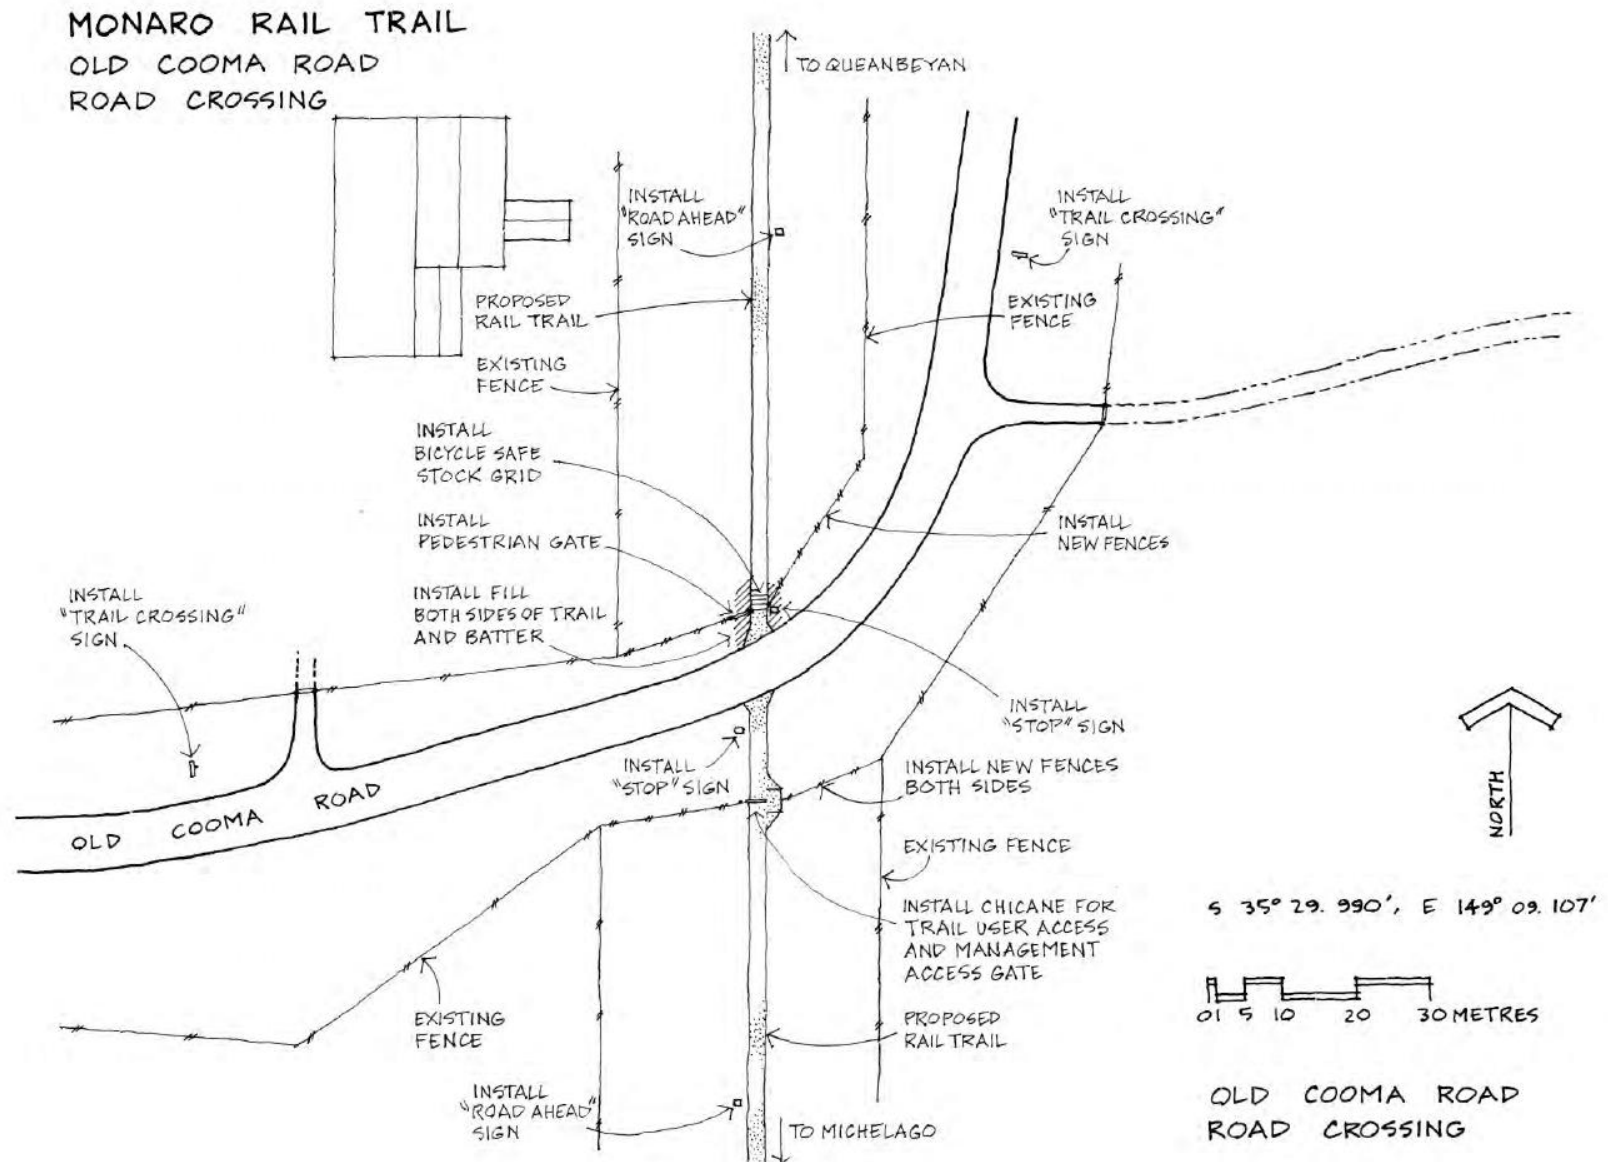 MONARO RAIL TRAIL
OLD COOMA ROAD
ROAD CROSSING
TO QUEANBEYAN
INSTALL
"ROAD AHEAD"
SIGN
INSTALL
"TRAIL CROSSING"
SIGN
PROPOSED
RAIL TRAIL
EXISTING
FENCE
EXISTING
FENCE
INSTALL
BICYCLE SAFE
STOCK GRID
INSTALL
PEDESTRIAN GATE
INSTALL
NEW FENCES
INSTALL
"TRAIL CROSSING"
SIGN
INSTALL FILL
BOTH SIDES OF TRAIL
AND BATTER
INSTALL
"STOP" SIGN
INSTALL
"STOP" SIGN
INSTALL NEW FENCES
BOTH SIDES
OLD COOMA ROAD
NORTH
EXISTING FENCE
INSTALL CHICANE FOR
TRAIL USER ACCESS
AND MANAGEMENT
ACCESS GATE
S 35° 29. 990', E 149° 09. 107'
EXISTING
FENCE
PROPOSED
RAIL TRAIL
01 5 10 20 30 METRES
INSTALL
"ROAD AHEAD"
SIGN
TO MICHELAGO
OLD COOMA ROAD
ROAD CROSSING